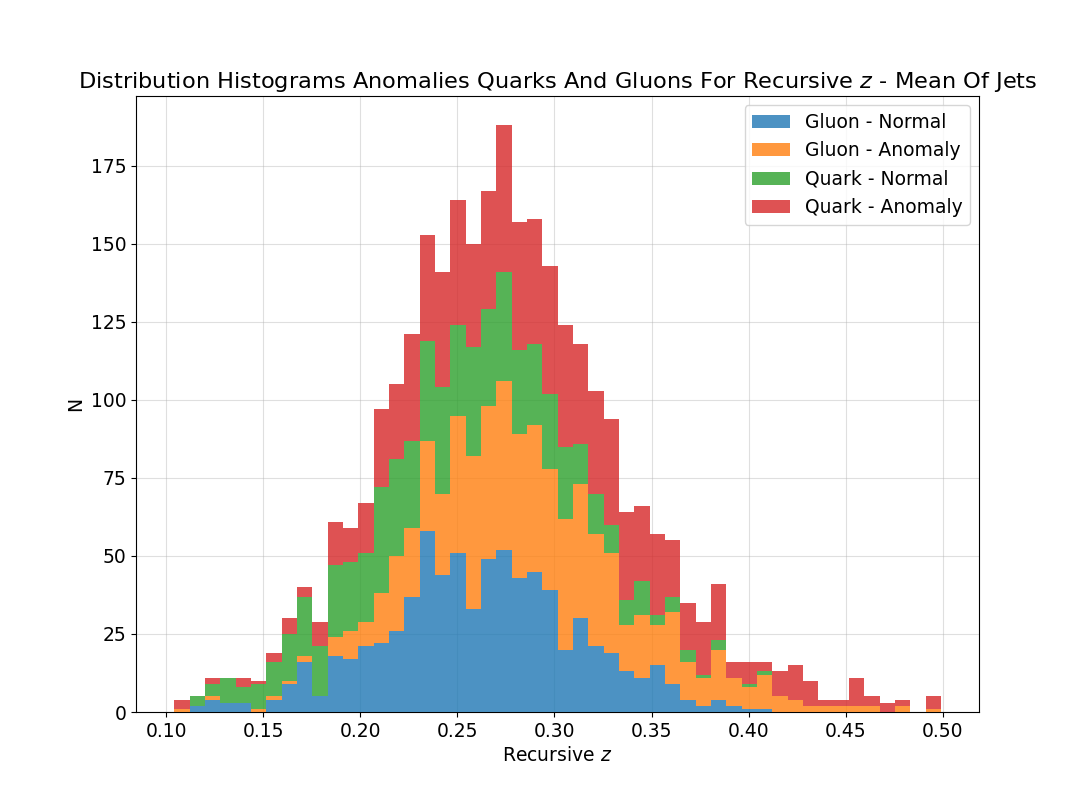 Distribution Histograms Anomalies Quarks And Gluons For Recursive z - Mean Of Jets
Gluon - Normal
Gluon - Anomaly
Quark - Normal
Quark - Anomaly
175
150
125
100
75
50
25
0
N
0.10 0.15 0.20 0.25 0.30 0.35 0.40 0.45 0.50
Recursive z